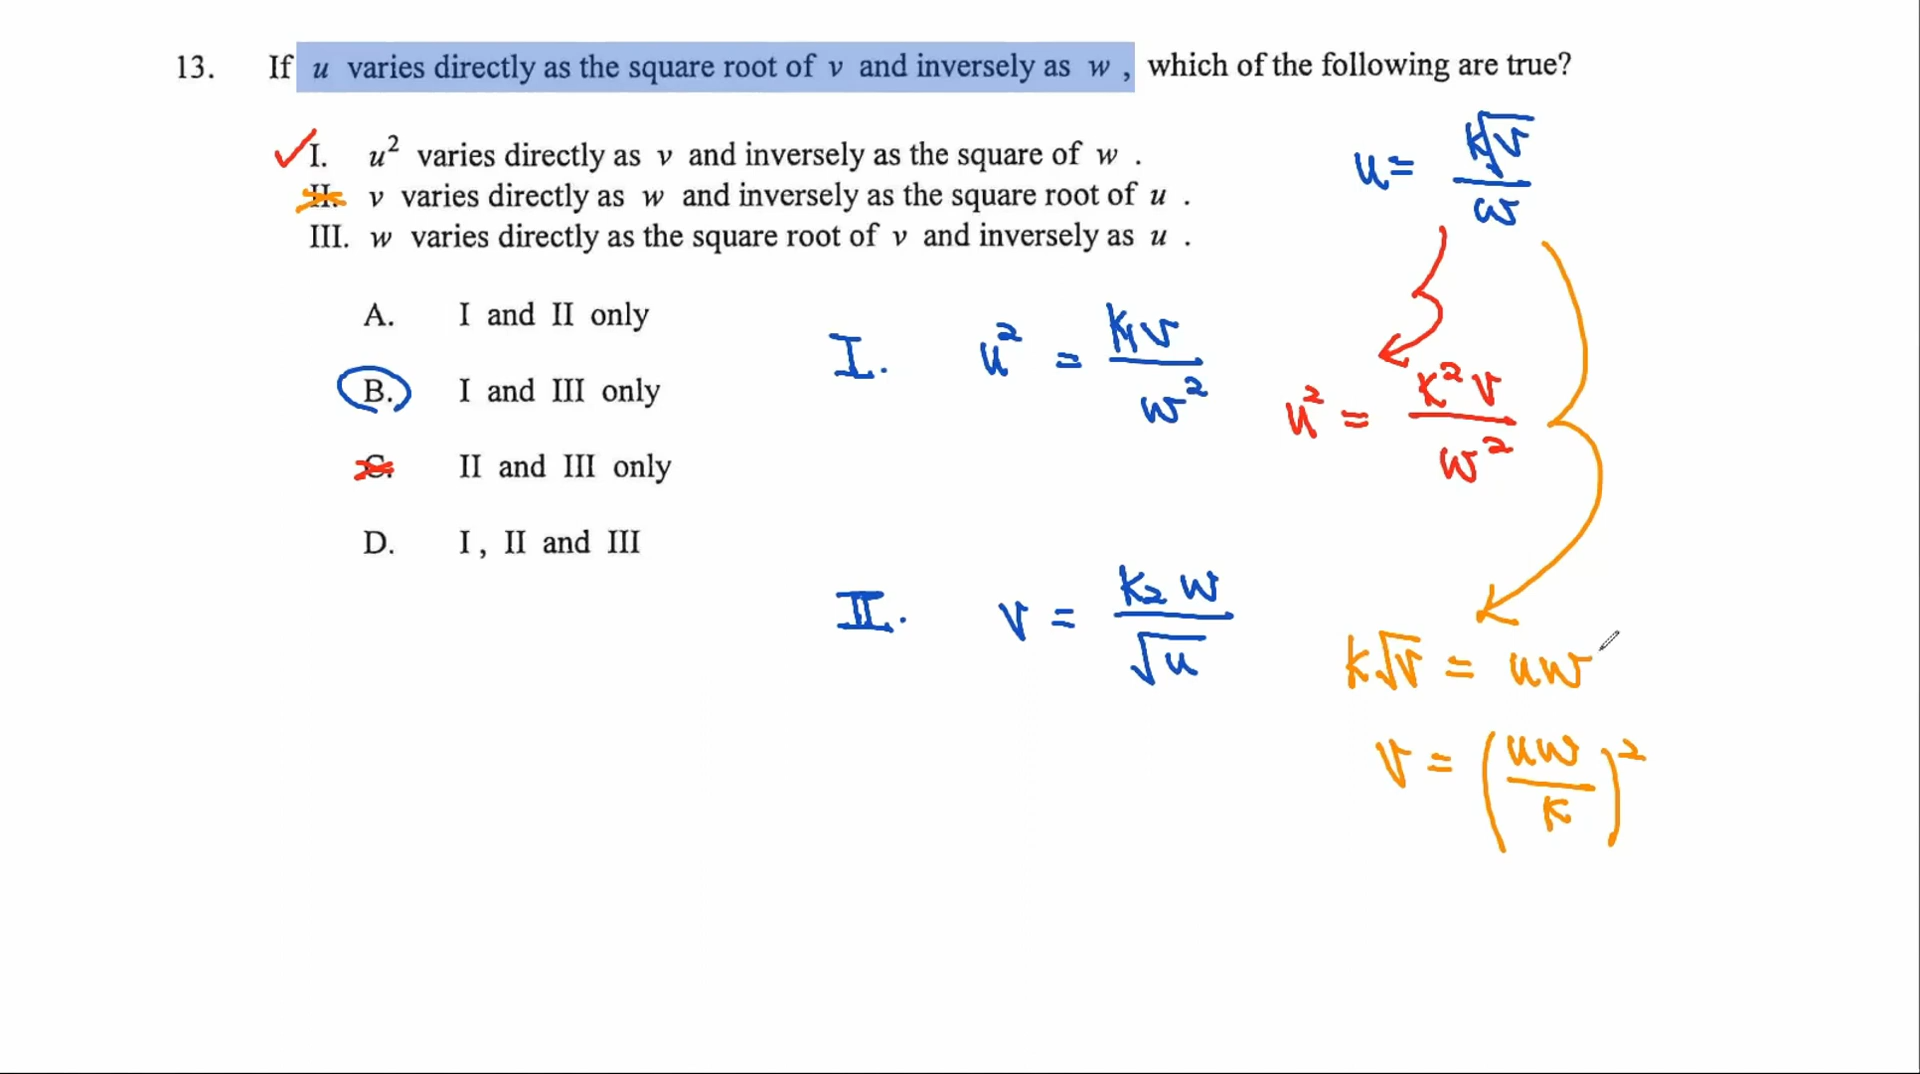 13. If u varies directly as the square root of v and inversely as w , which of the following are true?
I. u² varies directly as v and inversely as the square of w .
II. v varies directly as w and inversely as the square root of u .
III. w varies directly as the square root of v and inversely as u .
A. I and II only
B. I and III only
C. II and III only
D. I , II and III
u = k√v / w
I. u² = k₁v / w²
u² = k²v / w²
II. v = k₂w / √u
k√v = uw
v = (uw / k)²